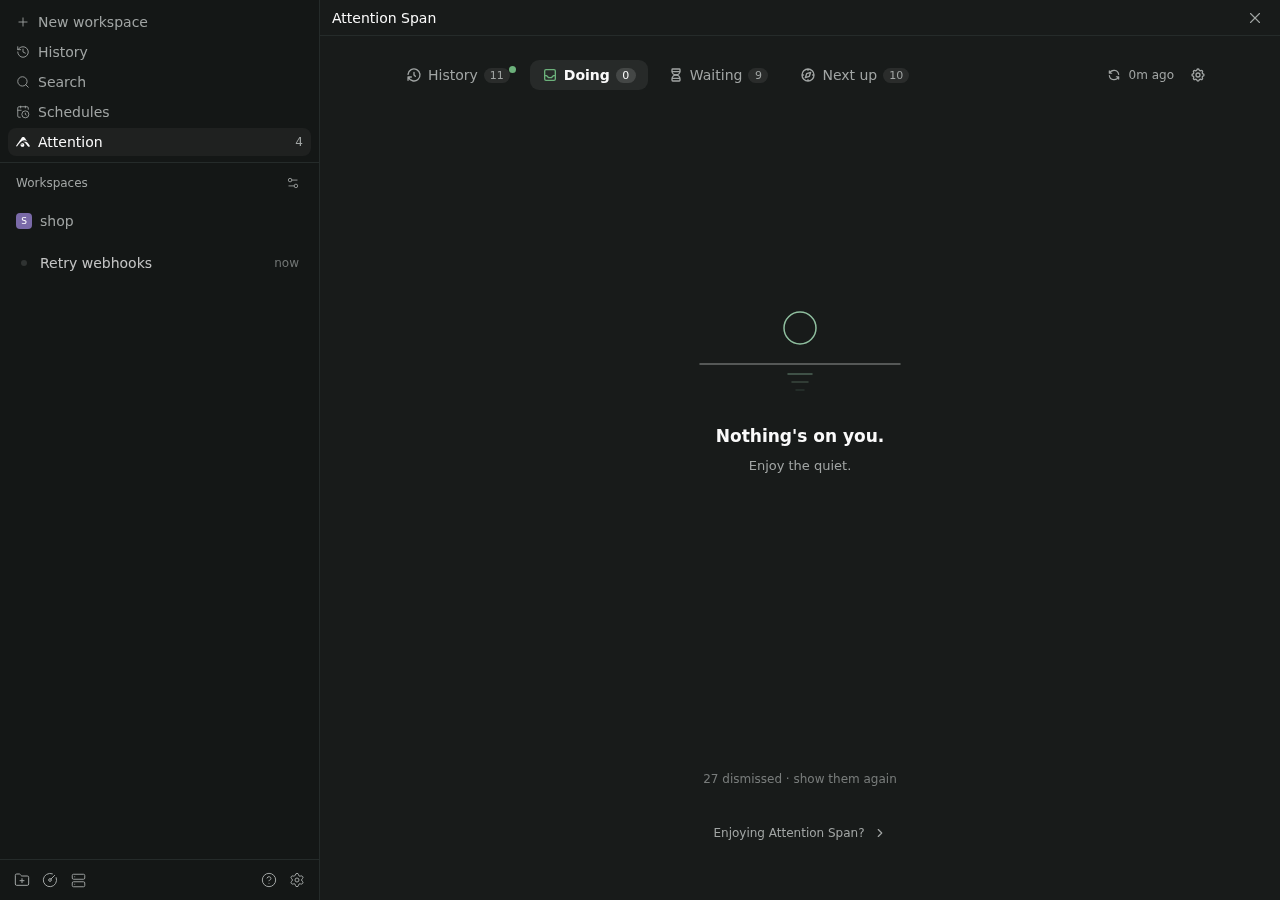 New workspace
History
Search
Schedules
Attention 4
Workspaces
S shop
Retry webhooks now
Attention Span
History 11 Doing 0 Waiting 9 Next up 10 0m ago
Nothing's on you.
Enjoy the quiet.
27 dismissed · show them again
Enjoying Attention Span?